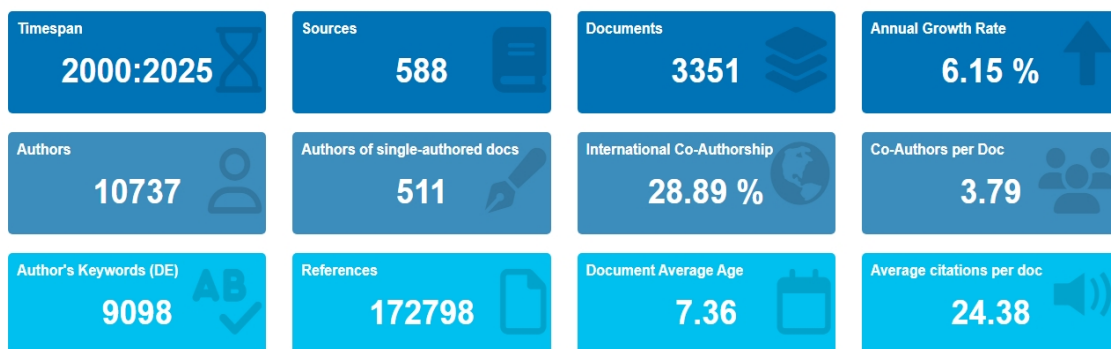 Timespan
2000:2025
Sources
588
Documents
3351
Annual Growth Rate
6.15 %
Authors
10737
Authors of single-authored docs
511
International Co-Authorship
28.89 %
Co-Authors per Doc
3.79
Author's Keywords (DE)
9098
AB
References
172798
Document Average Age
7.36
Average citations per doc
24.38